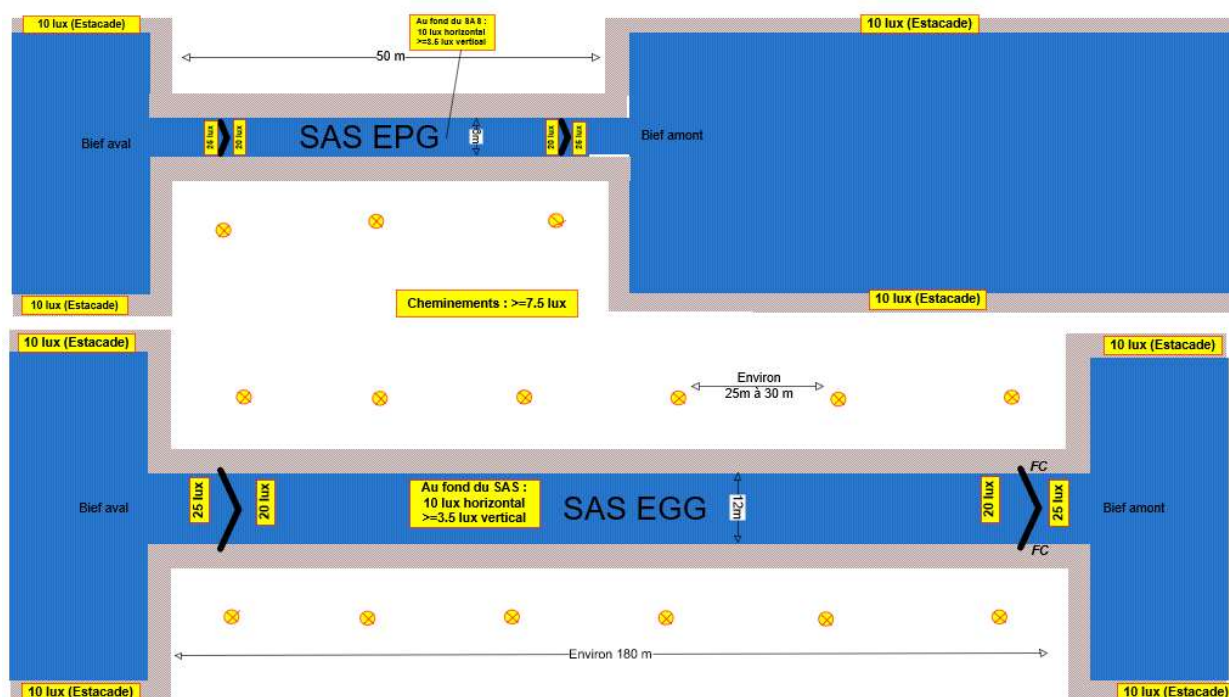 10 lux (Estacade)
Au fond du SAS :
10 lux horizontal
>=3.5 lux vertical
10 lux (Estacade)
50 m
Bief aval
25 lux
20 lux
SAS EPG
6m
20 lux
25 lux
Bief amont
10 lux (Estacade)
Cheminements : >=7.5 lux
10 lux (Estacade)
10 lux (Estacade)
10 lux (Estacade)
Environ
25m à 30 m
Bief aval
25 lux
20 lux
Au fond du SAS :
10 lux horizontal
>=3.5 lux vertical
SAS EGG
12m
20 lux
FC
25 lux
FC
Bief amont
Environ 180 m
10 lux (Estacade)
10 lux (Estacade)